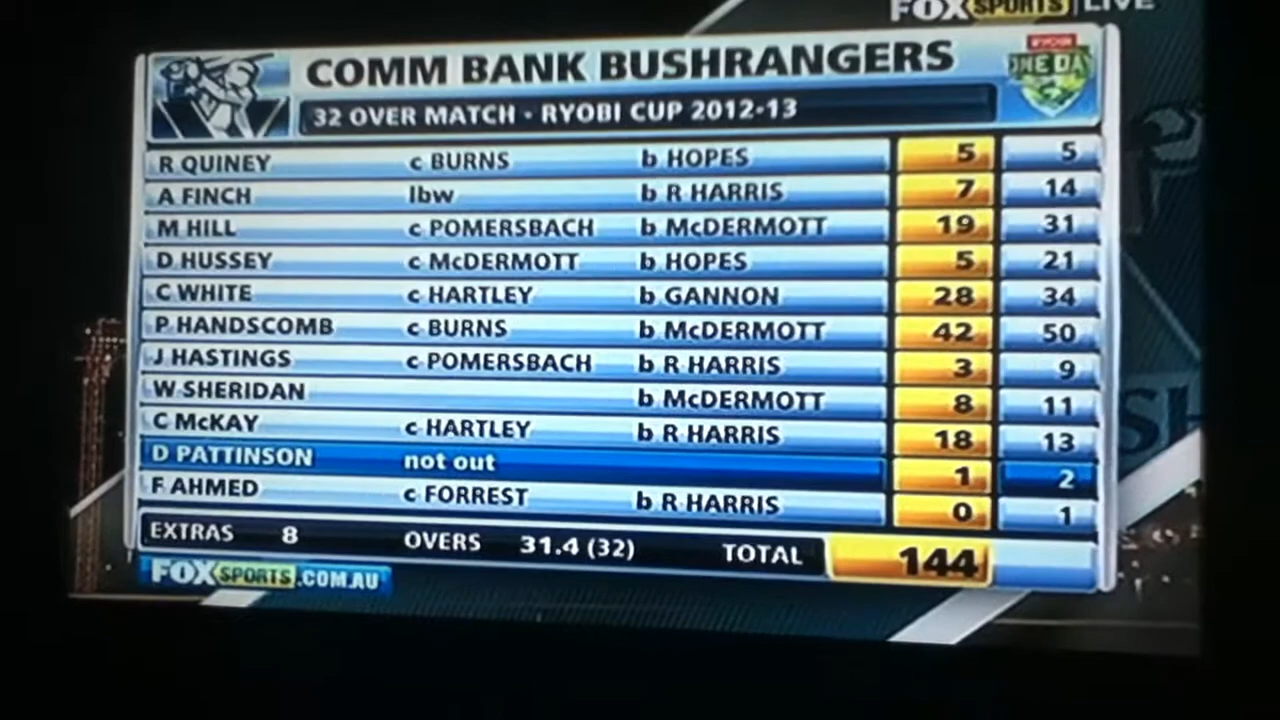 FOX SPORTS LIVE
COMM BANK BUSHRANGERS
RYOBI
ONE DAY
32 OVER MATCH - RYOBI CUP 2012-13
R QUINEY c BURNS b HOPES 5 5
A FINCH lbw b R HARRIS 7 14
M HILL c POMERSBACH b McDERMOTT 19 31
D HUSSEY c McDERMOTT b HOPES 5 21
C WHITE c HARTLEY b GANNON 28 34
P HANDSCOMB c BURNS b McDERMOTT 42 50
J HASTINGS c POMERSBACH b R HARRIS 3 9
W SHERIDAN b McDERMOTT 8 11
C McKAY c HARTLEY b R HARRIS 18 13
D PATTINSON not out 1 2
F AHMED c FORREST b R HARRIS 0 1
EXTRAS 8 OVERS 31.4 (32) TOTAL 144
FOX SPORTS .COM.AU